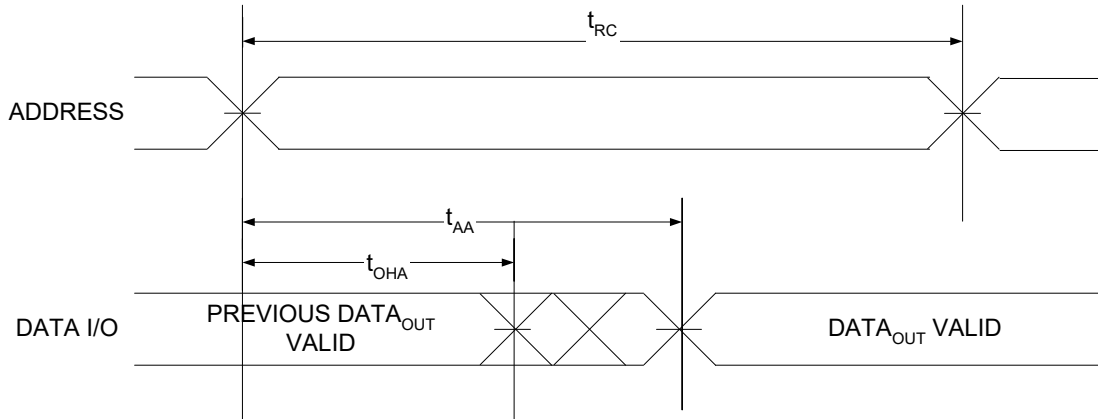 tRC
ADDRESS
tAA
tOHA
DATA I/O
PREVIOUS DATAOUT
VALID
DATAOUT VALID